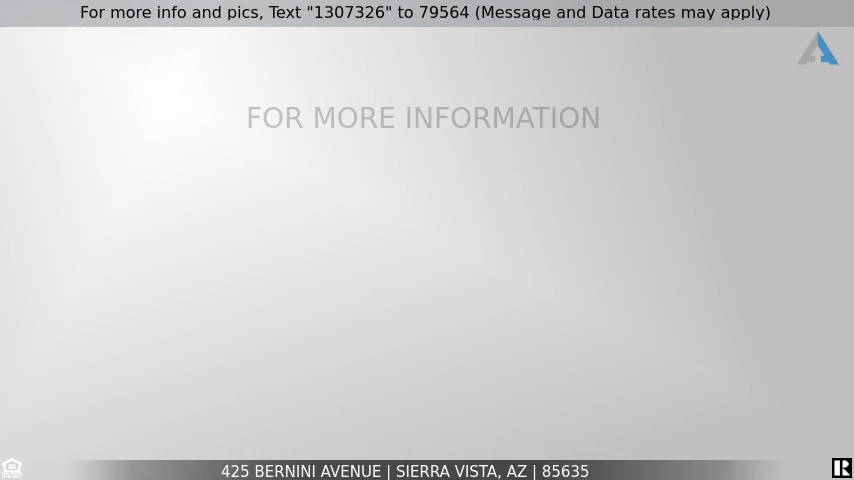 For more info and pics, Text "1307326" to 79564 (Message and Data rates may apply)
FOR MORE INFORMATION
425 BERNINI AVENUE | SIERRA VISTA, AZ | 85635